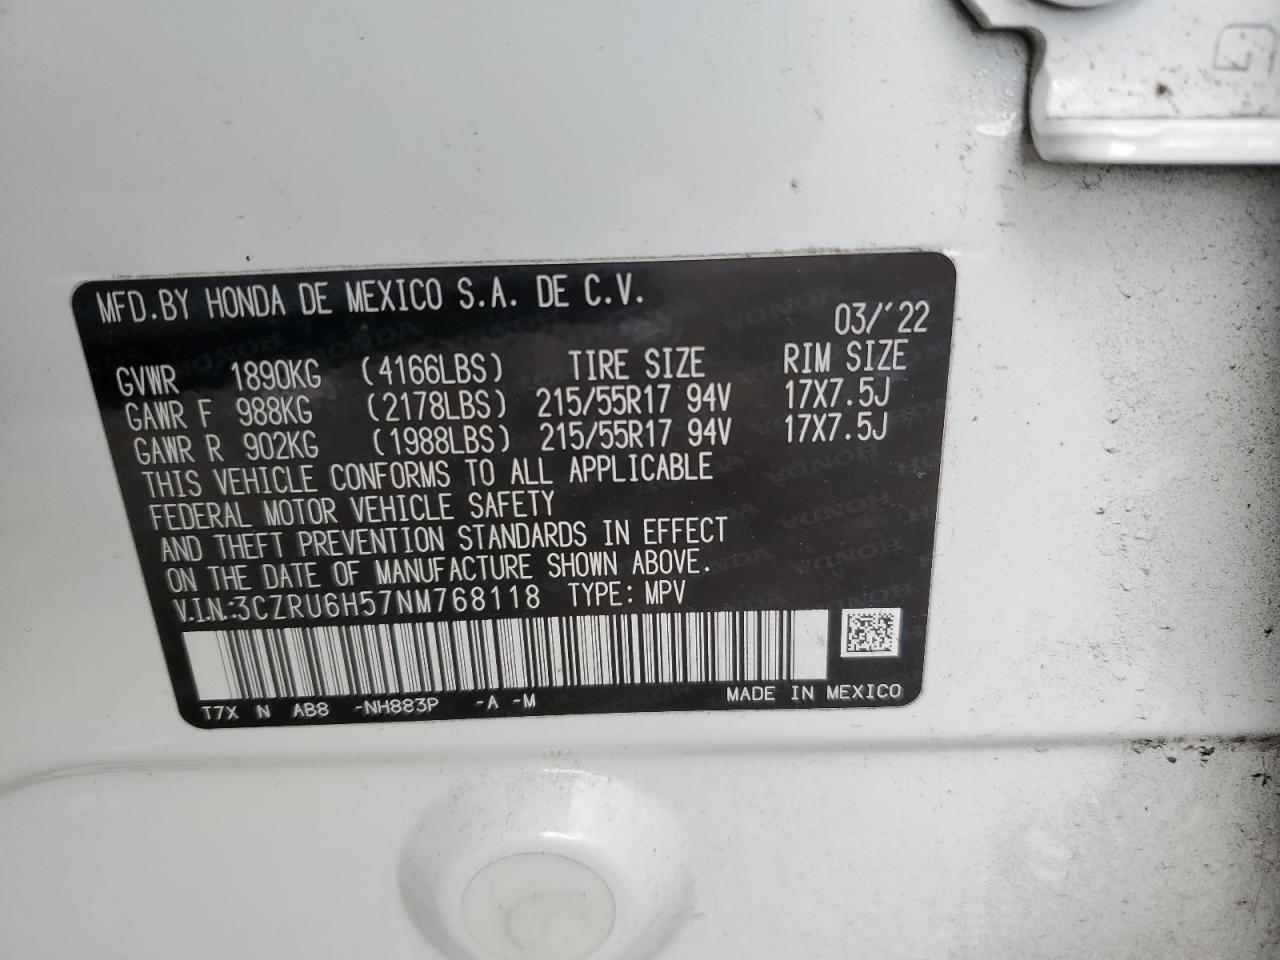 MFD.BY HONDA DE MEXICO S.A. DE C.V.
03/'22
GVWR 1890KG (4166LBS) TIRE SIZE RIM SIZE
GAWR F 988KG (2178LBS) 215/55R17 94V 17X7.5J
GAWR R 902KG (1988LBS) 215/55R17 94V 17X7.5J
THIS VEHICLE CONFORMS TO ALL APPLICABLE
FEDERAL MOTOR VEHICLE SAFETY
AND THEFT PREVENTION STANDARDS IN EFFECT
ON THE DATE OF MANUFACTURE SHOWN ABOVE.
V.I.N.:3CZRU6H57NM768118 TYPE: MPV
T7X N AB8 -NH883P -A -M MADE IN MEXICO